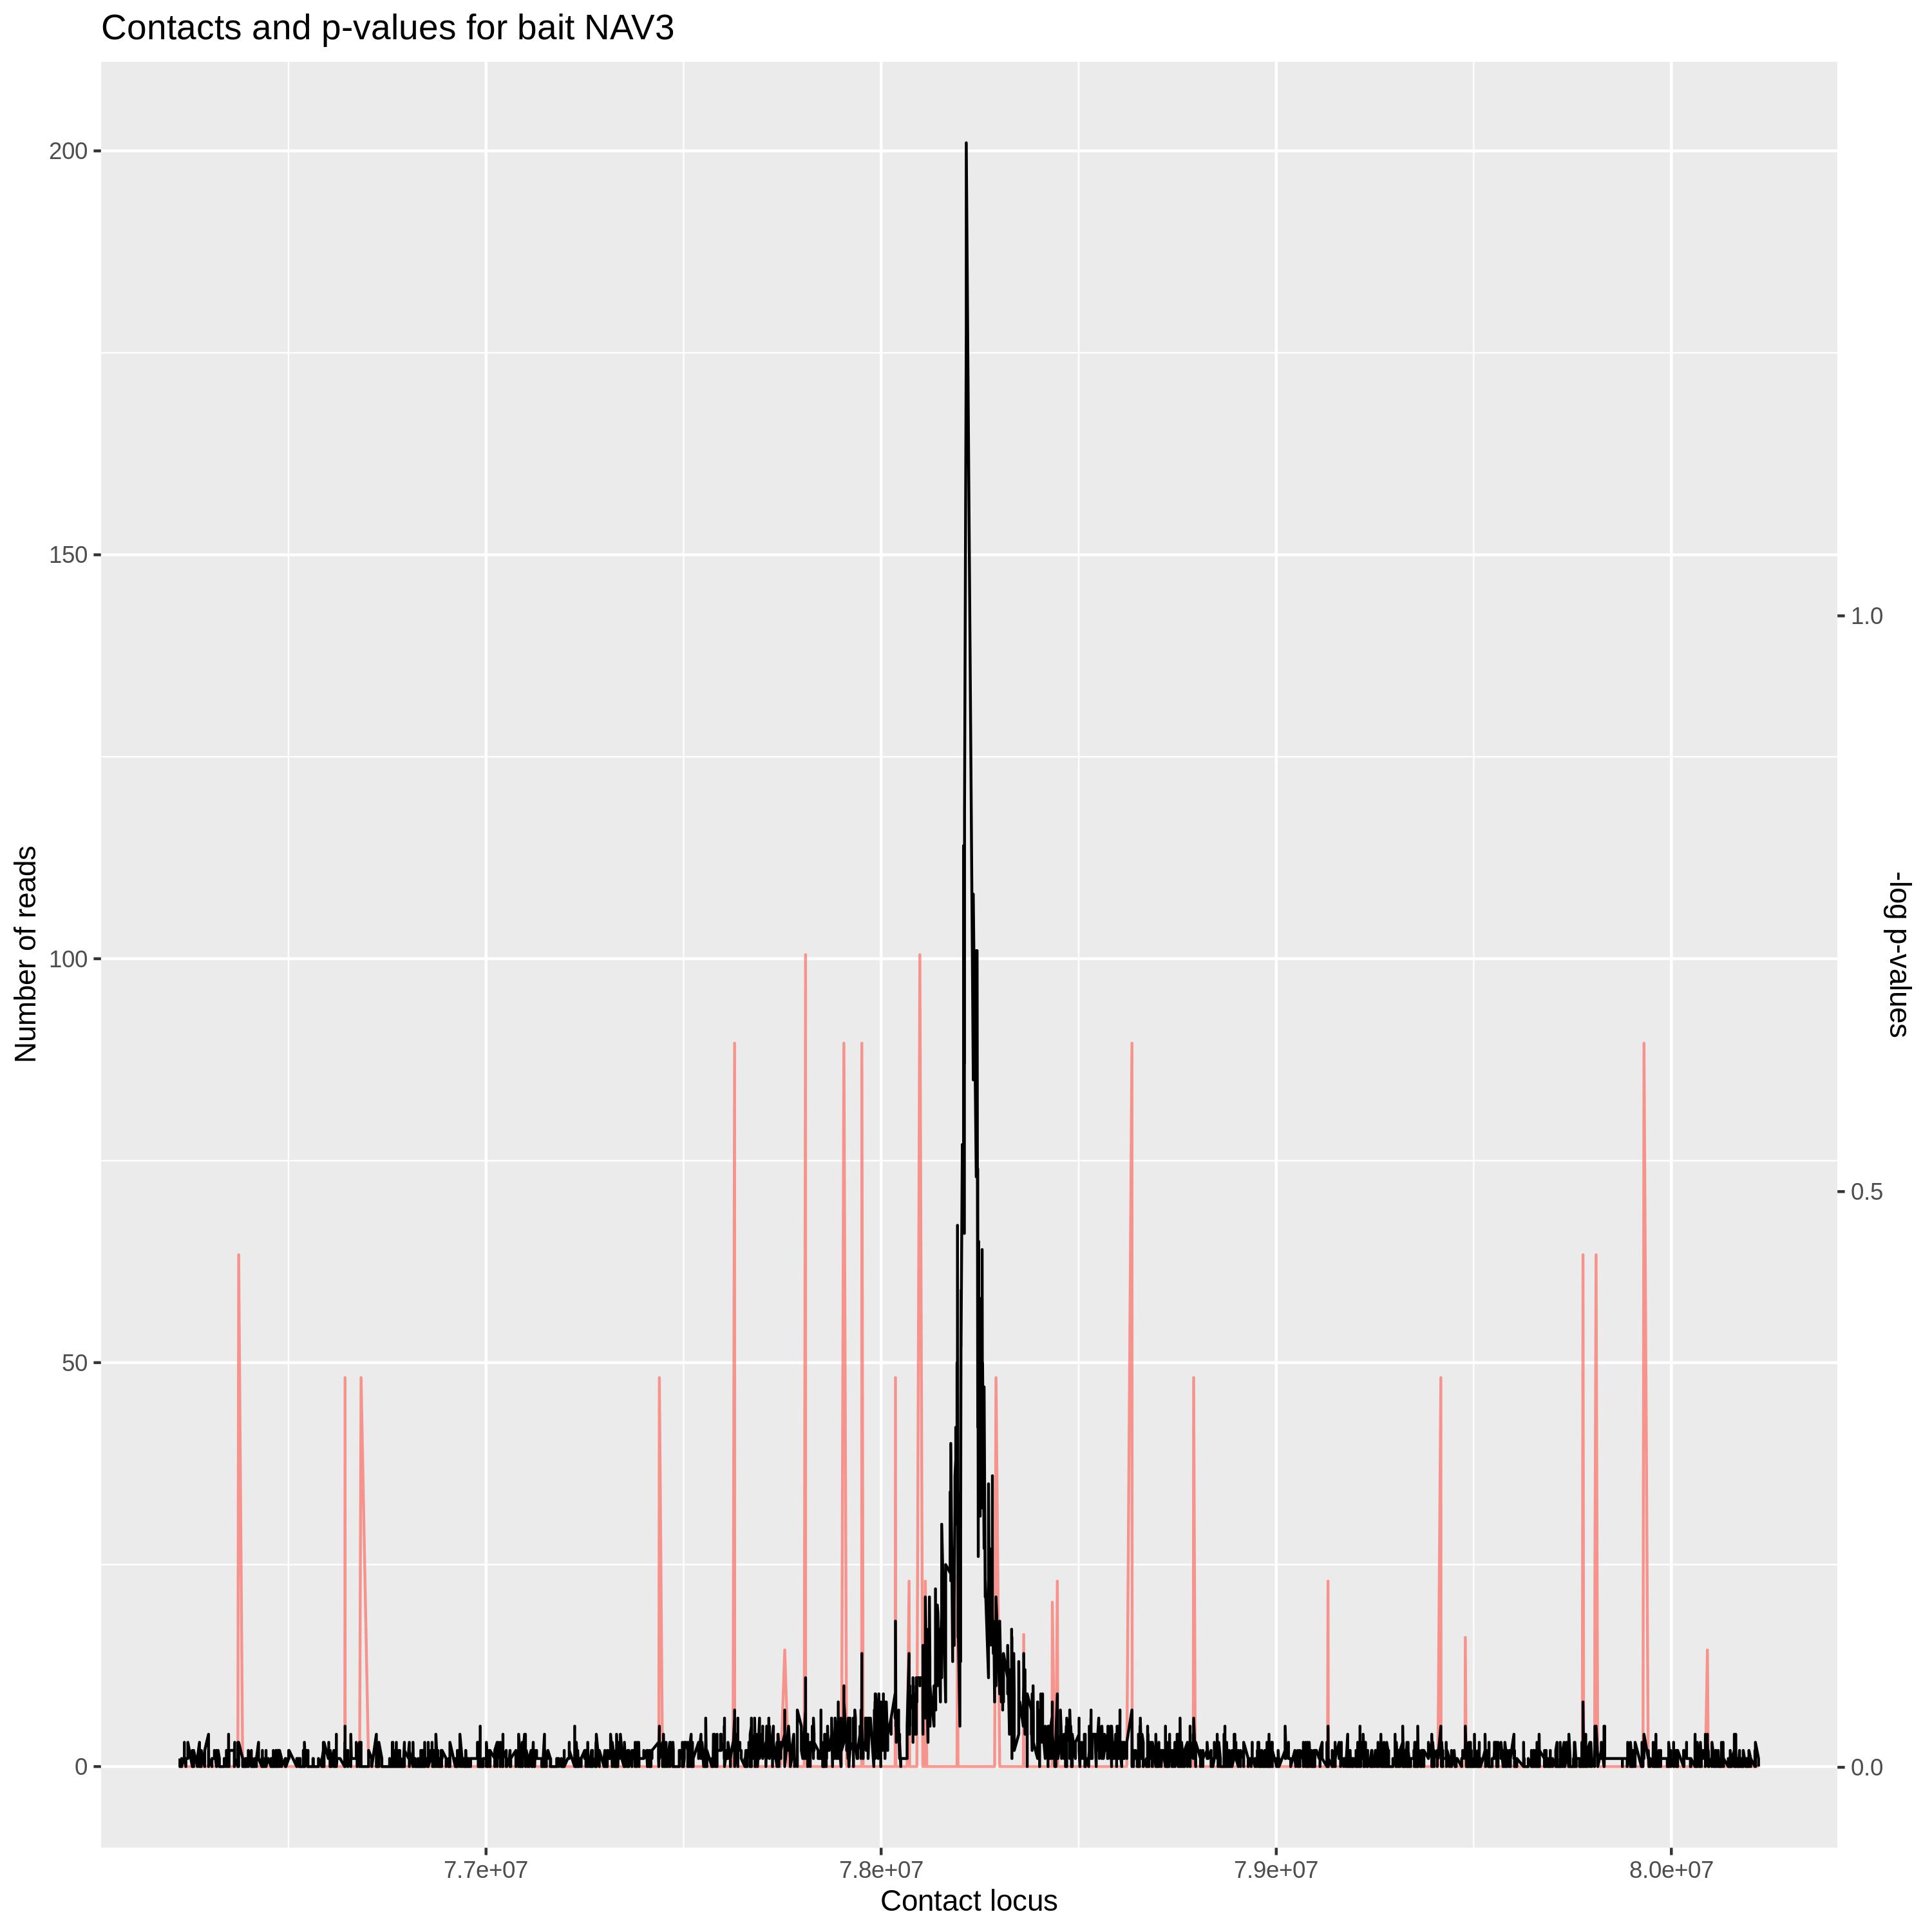 Contacts and p-values for bait NAV3
200
150
100
50
0
Number of reads
1.0
0.5
0.0
-log p-values
7.7e+07
7.8e+07
7.9e+07
8.0e+07
Contact locus